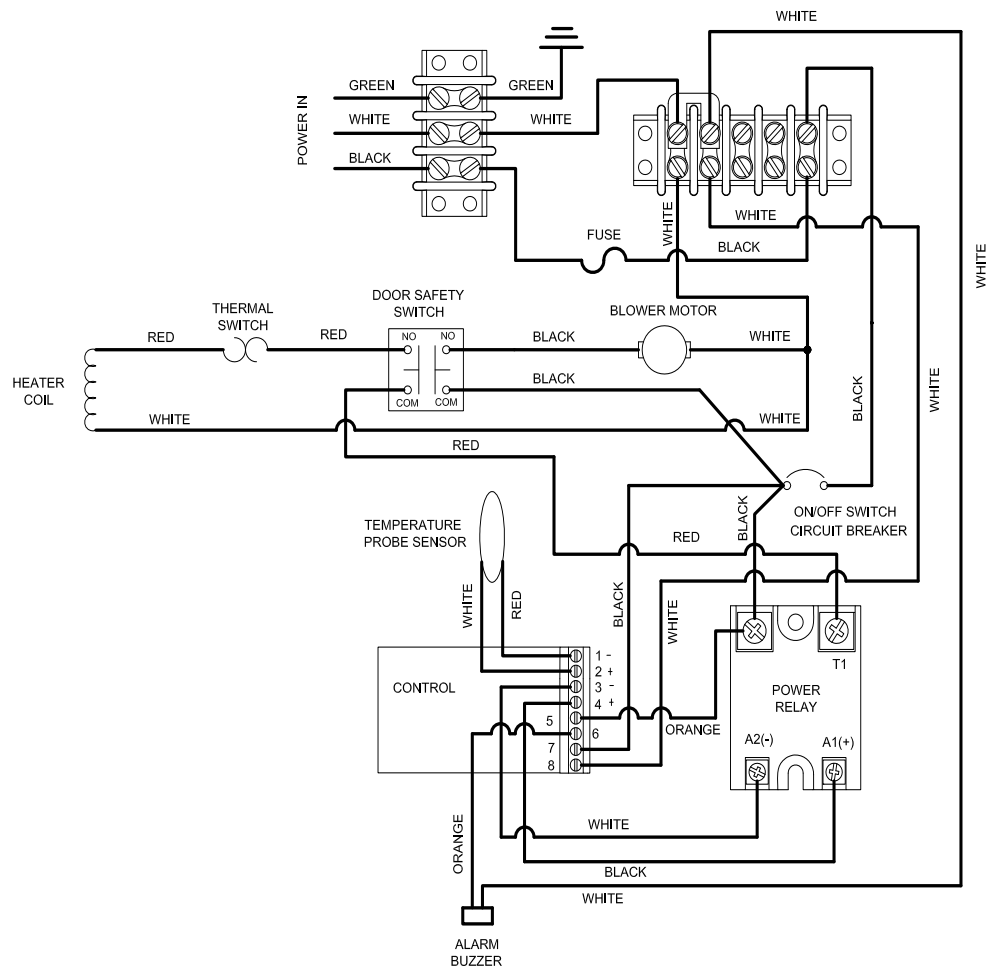 WHITE
GREEN
GREEN
WHITE
WHITE
BLACK
POWER IN
WHITE
WHITE
FUSE
BLACK
WHITE
DOOR SAFETY
SWITCH
THERMAL
SWITCH
BLOWER MOTOR
RED
RED
NO
NO
BLACK
WHITE
HEATER
COIL
BLACK
COM
COM
WHITE
WHITE
BLACK
WHITE
RED
ON/OFF SWITCH
CIRCUIT BREAKER
BLACK
TEMPERATURE
PROBE SENSOR
RED
WHITE
RED
BLACK
WHITE
CONTROL
1 -
2 +
3 -
4 +
5
6
7
8
T1
POWER
RELAY
ORANGE
A2(-)
A1(+)
ORANGE
WHITE
BLACK
WHITE
ALARM
BUZZER